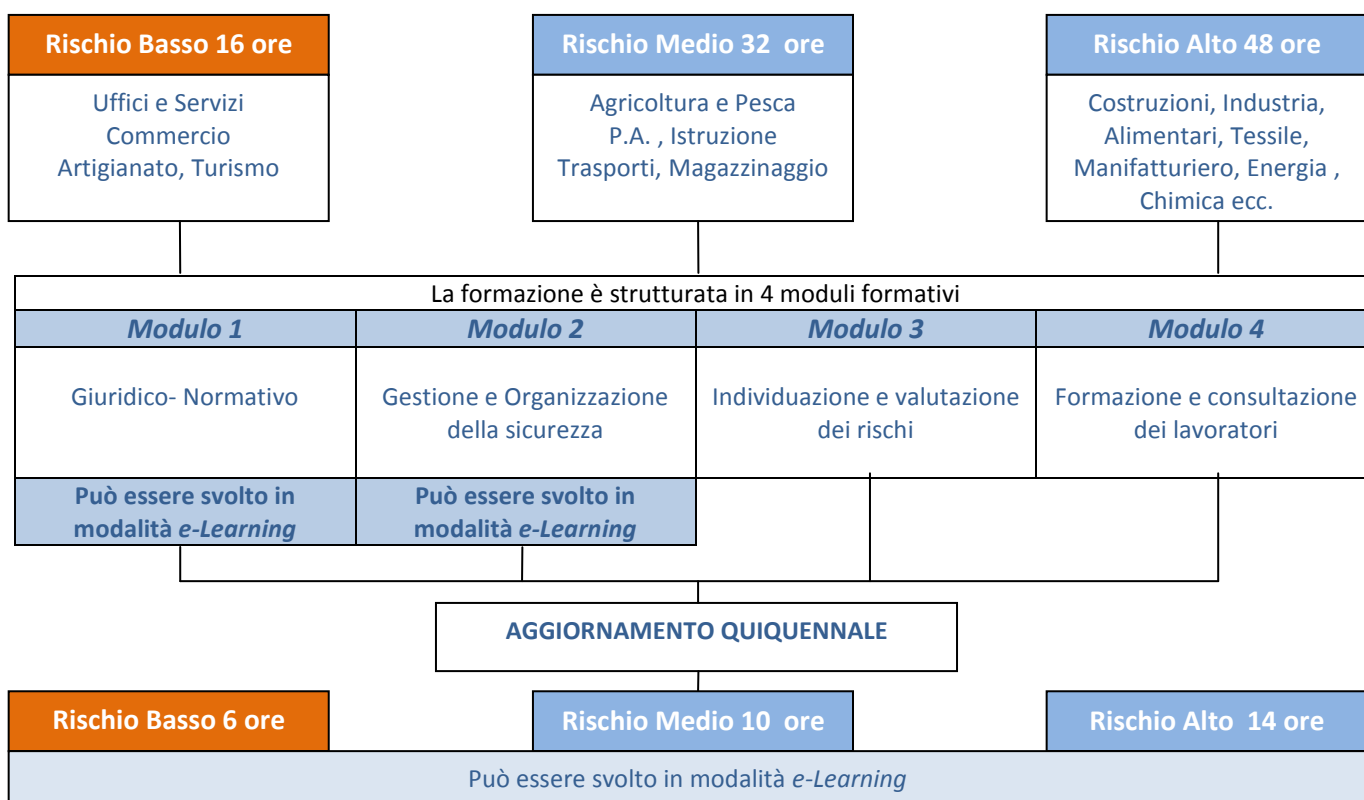 Rischio Basso 16 ore
Uffici e Servizi
Commercio
Artigianato, Turismo
Rischio Medio 32 ore
Agricoltura e Pesca
P.A. , Istruzione
Trasporti, Magazzinaggio
Rischio Alto 48 ore
Costruzioni, Industria,
Alimentari, Tessile,
Manifatturiero, Energia ,
Chimica ecc.
La formazione è strutturata in 4 moduli formativi
Modulo 1
Modulo 2
Modulo 3
Modulo 4
Giuridico- Normativo
Gestione e Organizzazione
della sicurezza
Individuazione e valutazione
dei rischi
Formazione e consultazione
dei lavoratori
Può essere svolto in
modalità e-Learning
Può essere svolto in
modalità e-Learning
AGGIORNAMENTO QUIQUENNALE
Rischio Basso 6 ore
Rischio Medio 10 ore
Rischio Alto 14 ore
Può essere svolto in modalità e-Learning